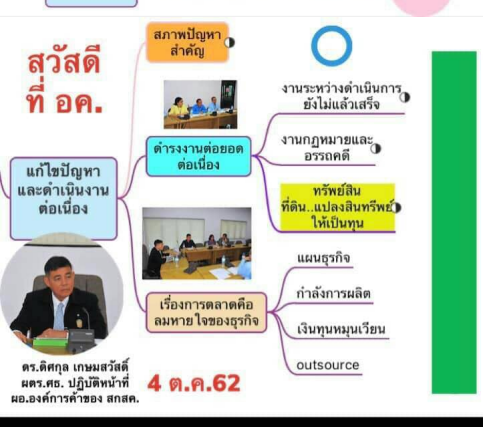 สวัสดี
ที่ อค.
สภาพปัญหา
สำคัญ
แก้ไขปัญหา
และดำเนินงาน
ต่อเนื่อง
ดำรงงานต่อยอด
ต่อเนื่อง
งานระหว่างดำเนินการ
ยังไม่แล้วเสร็จ
งานกฎหมายและ
อรรถคดี
ทรัพย์สิน
ที่ดิน..แปลงสินทรัพย์
ให้เป็นทุน
เรื่องการตลาดคือ
ลมหายใจของธุรกิจ
แผนธุรกิจ
กำลังการผลิต
เงินทุนหมุนเวียน
outsource
ดร.ดิศกุล เกษมสวัสดิ์
ผตร.ศธ. ปฏิบัติหน้าที่
ผอ.องค์การค้าของ สกสค.
4 ต.ค.62